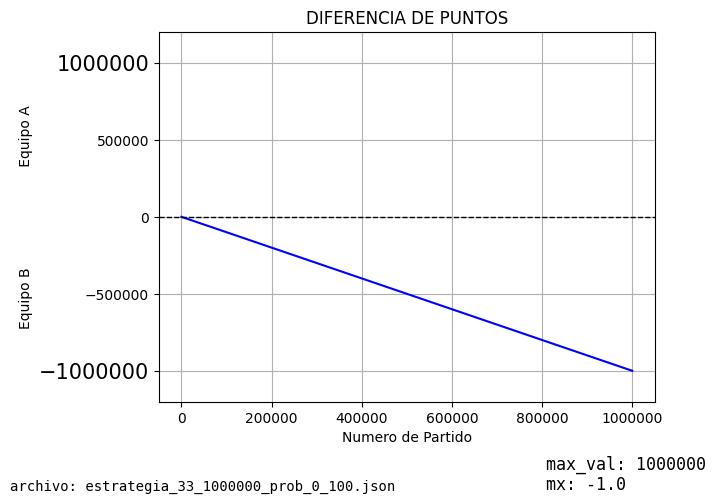 DIFERENCIA DE PUNTOS
1000000
500000
0
−500000
−1000000
Equipo A
Equipo B
0 200000 400000 600000 800000 1000000
Numero de Partido
max_val: 1000000
mx: -1.0
archivo: estrategia_33_1000000_prob_0_100.json